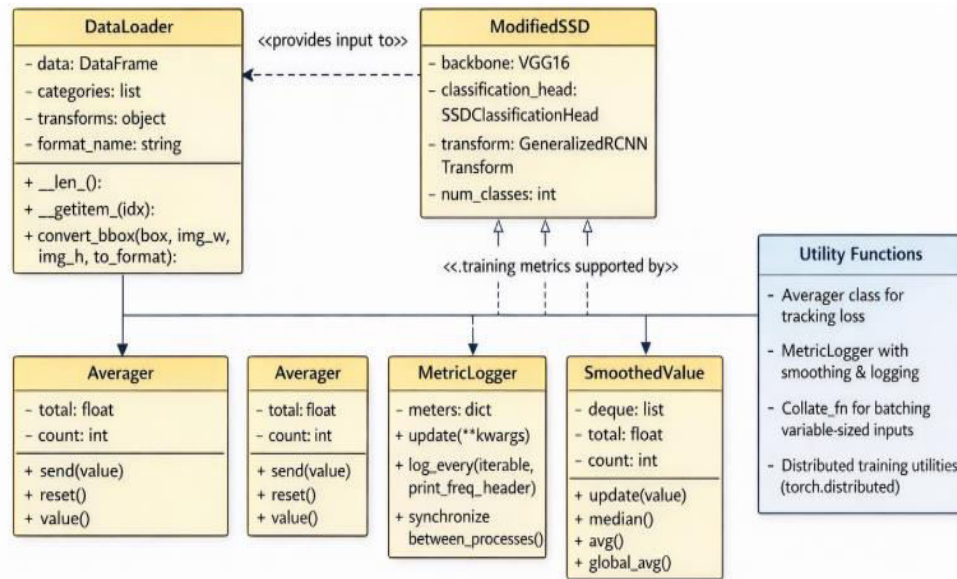 DataLoader
- data: DataFrame
- categories: list
- transforms: object
- format_name: string
+ __len_():
+ __getitem_(idx):
+ convert_bbox(box, img_w,
img_h, to_format):
<<provides input to>>
ModifiedSSD
- backbone: VGG16
- classification_head:
SSDClassificationHead
- transform: GeneralizedRCNN
Transform
- num_classes: int
<<.training metrics supported by>>
Utility Functions
- Averager class for
tracking loss
- MetricLogger with
smoothing & logging
- Collate_fn for batching
variable-sized inputs
- Distributed training utilities
(torch.distributed)
Averager
- total: float
- count: int
+ send(value)
+ reset()
+ value()
Averager
- total: float
- count: int
+ send(value)
+ reset()
+ value()
MetricLogger
- meters: dict
+ update(**kwargs)
+ log_every(iterable,
print_freq_header)
+ synchronize
between_processes()
SmoothedValue
- deque: list
- total: float
- count: int
+ update(value)
+ median()
+ avg()
+ global_avg()